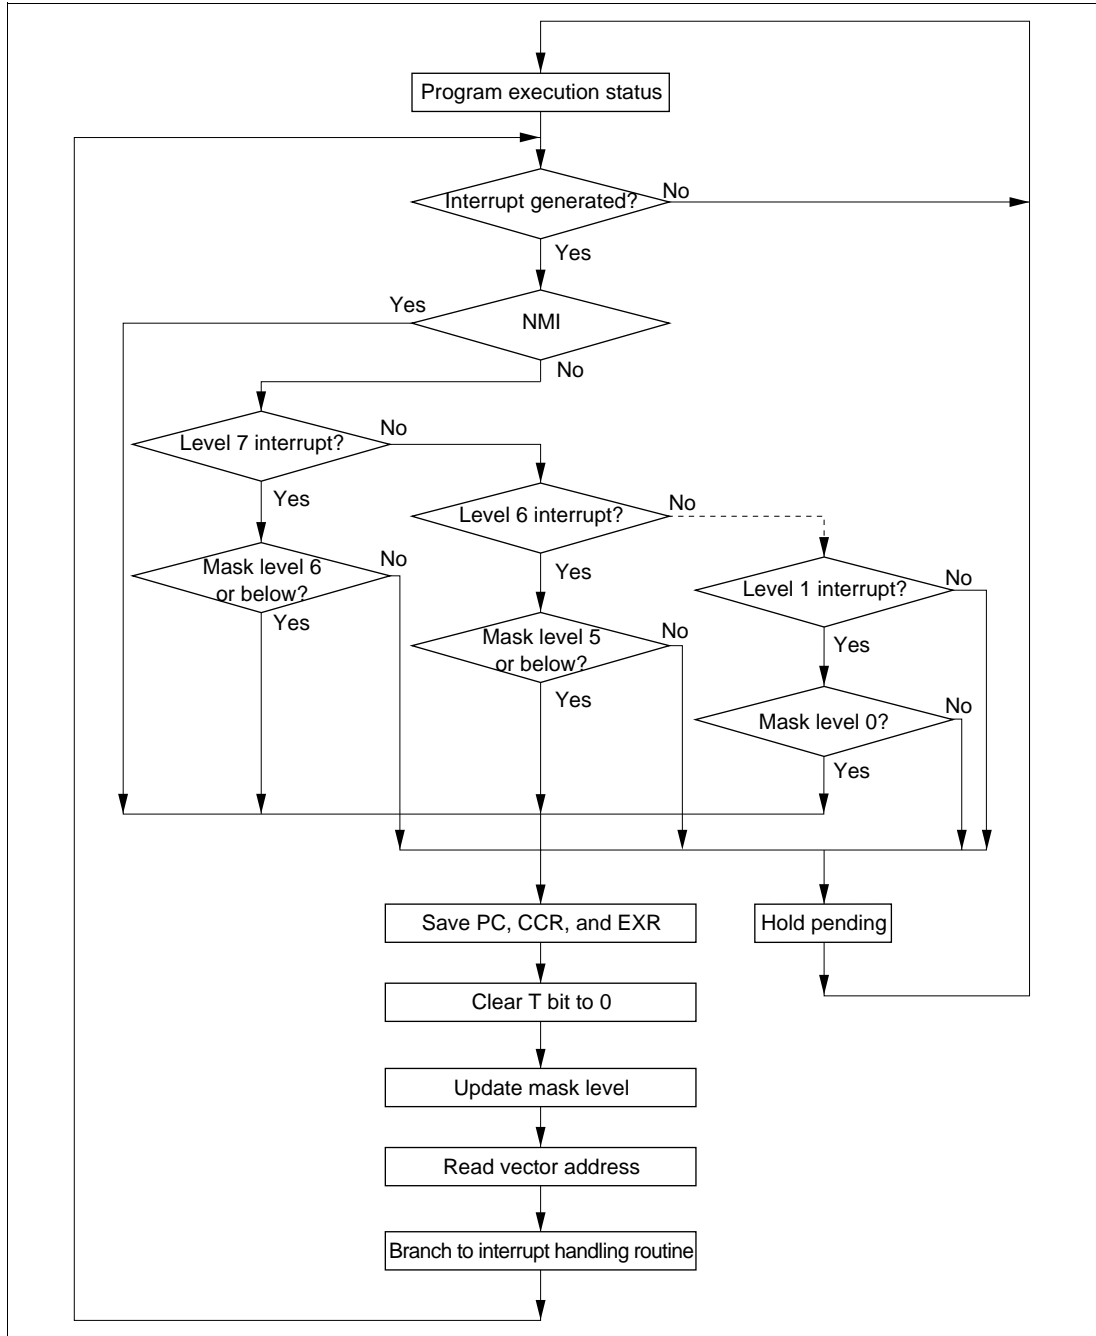 Program execution status
Interrupt generated?
No
Yes
Yes
NMI
No
Level 7 interrupt?
No
Yes
Level 6 interrupt?
No
Mask level 6
or below?
No
Yes
Yes
Level 1 interrupt?
No
Mask level 5
or below?
No
Yes
Yes
Mask level 0?
No
Yes
Save PC, CCR, and EXR
Hold pending
Clear T bit to 0
Update mask level
Read vector address
Branch to interrupt handling routine